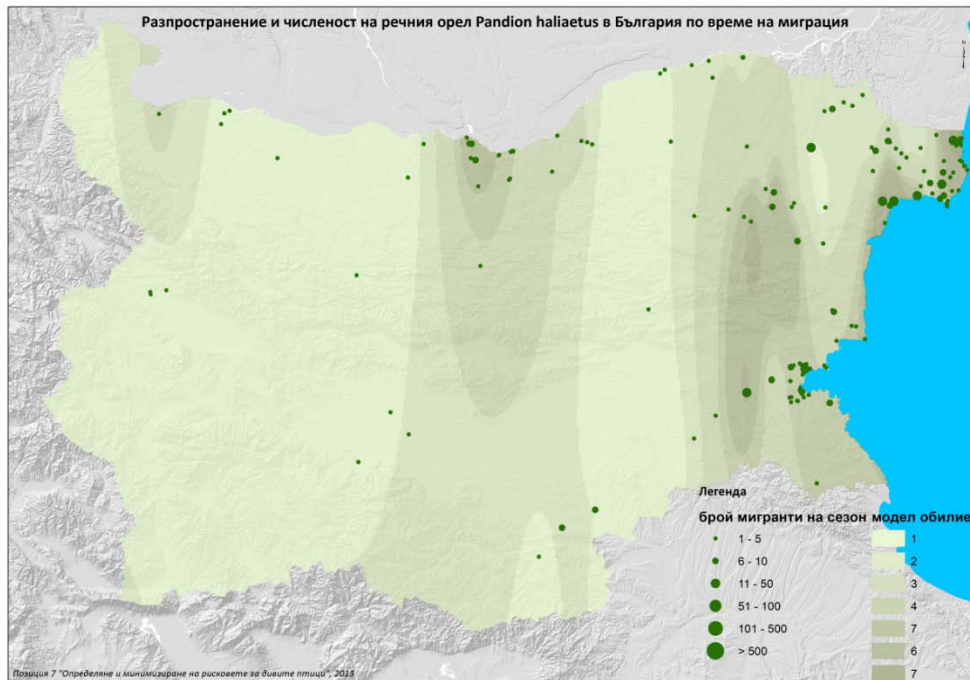 Разпространение и численост на речния орел Pandion haliaetus в България по време на миграция
Легенда
брой мигранти на сезон модел обилие
1 - 5 1
6 - 10 2
11 - 50 3
51 - 100 4
101 - 500 7
> 500 6
7
Позиция 7 "Определяне и минимизиране на рисковете за дивите птици", 2015